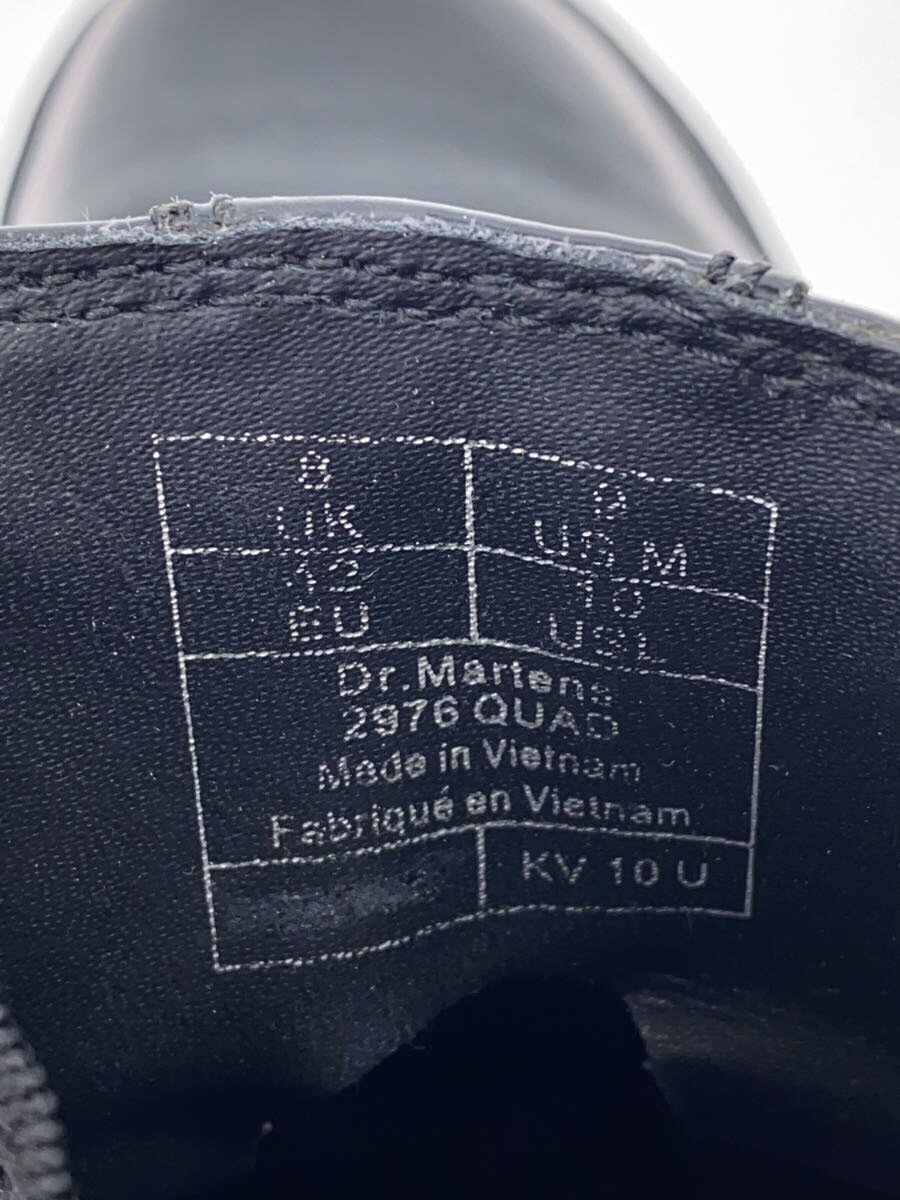 8
UK
9
US M
42
EU
10
US L
Dr.Martens
2976 QUAD
Made in Vietnam
Fabriqué en Vietnam
KV 10 U